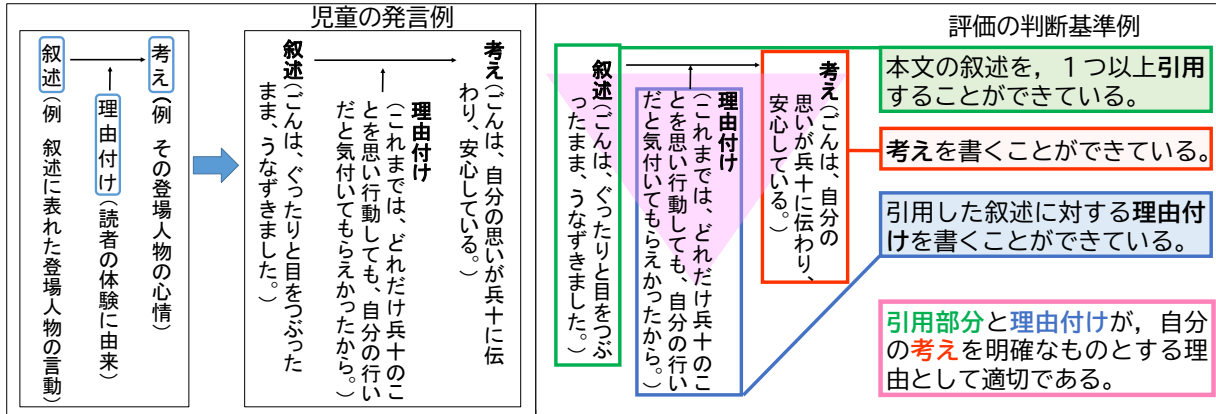 児童の発言例
考え(例 その登場人物の心情)
理由付け(読者の体験に由来)
叙述(例 叙述に表れた登場人物の言動)
考え(ごんは、自分の思いが兵十に伝
わり、安心している。)
理由付け
(これまでは、どれだけ兵十のこ
とを思い行動しても、自分の行い
だと気付いてもらえかったから。)
叙述(ごんは、ぐったりと目をつぶった
まま、うなずきました。)
評価の判断基準例
考え(ごんは、自分の
思いが兵十に伝わり、
安心している。)
理由付け
(これまでは、どれだけ兵十のこ
とを思い行動しても、自分の行い
だと気付いてもらえかったから。)
叙述(ごんは、ぐったりと目をつぶ
ったまま、うなずきました。)
本文の叙述を，１つ以上引用
することができている。
考えを書くことができている。
引用した叙述に対する理由付
けを書くことができている。
引用部分と理由付けが，自分
の考えを明確なものとする理
由として適切である。